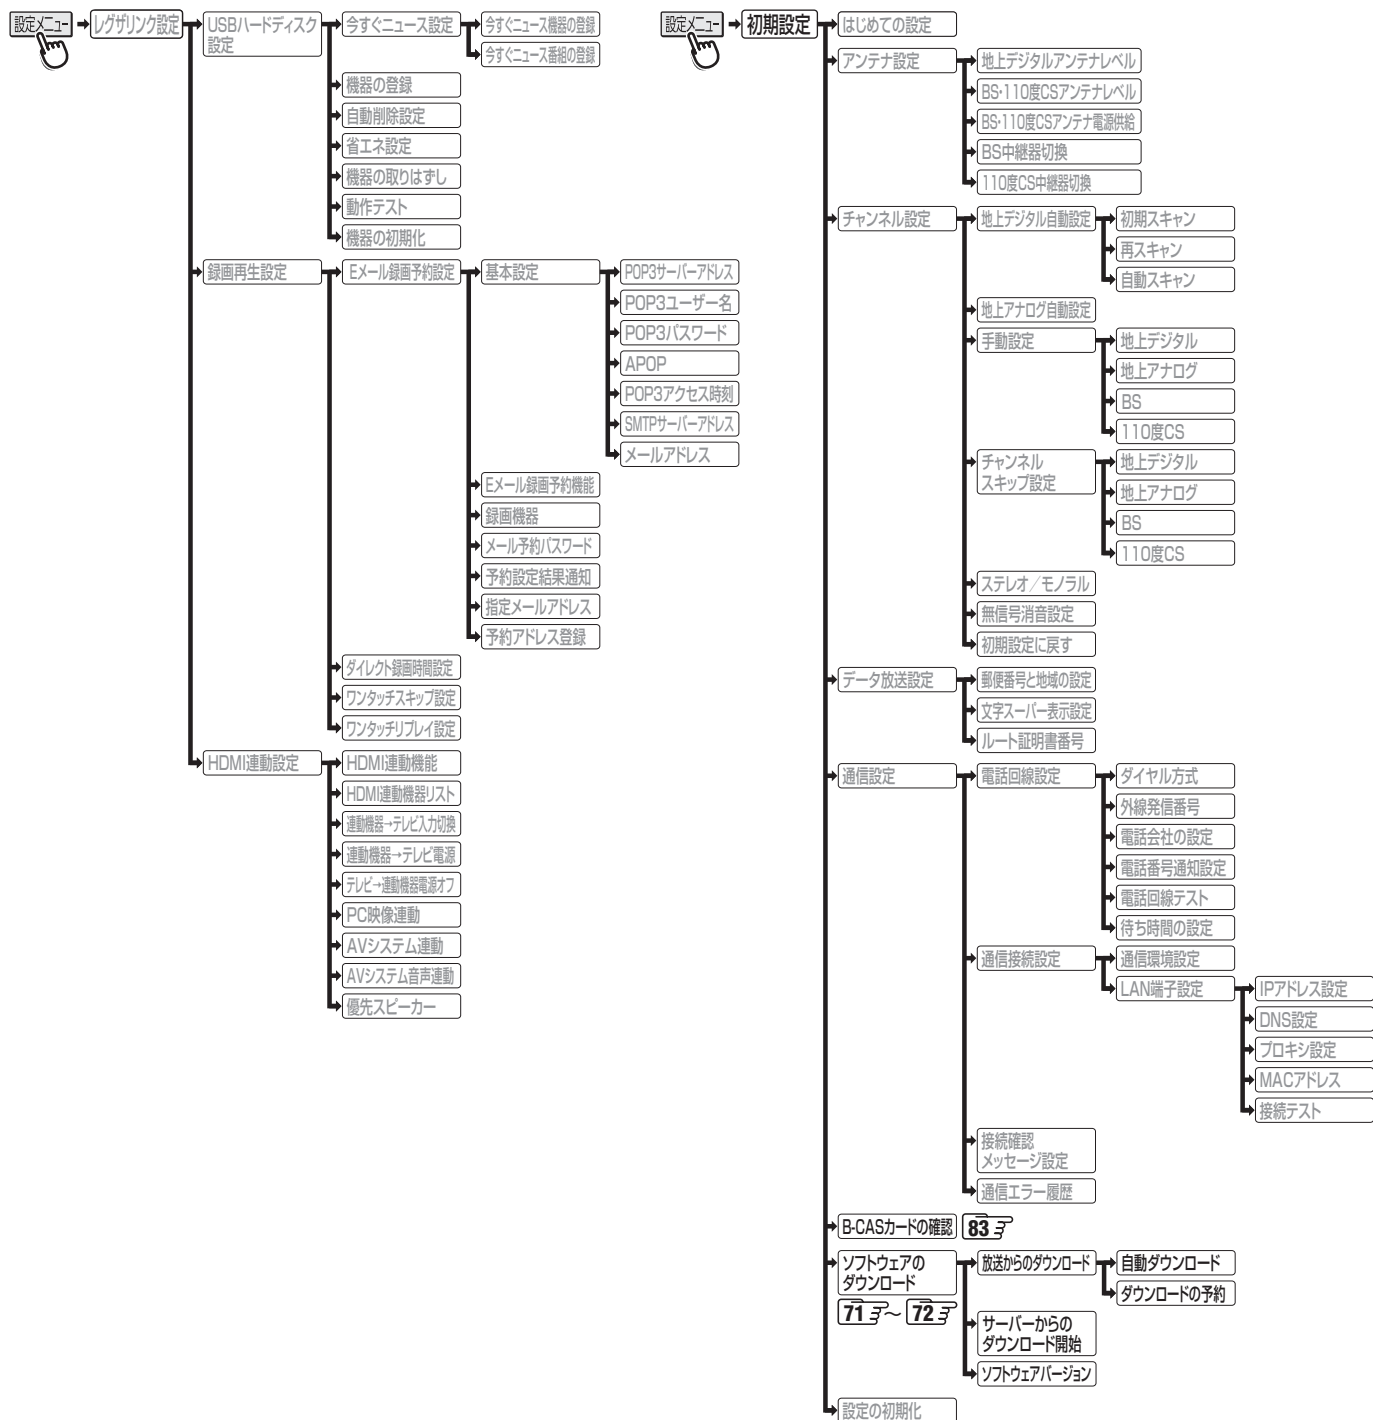 設定メニュー
レグザリンク設定
USBハードディスク
設定
今すぐニュース設定
今すぐニュース機器の登録
今すぐニュース番組の登録
機器の登録
自動削除設定
省エネ設定
機器の取りはずし
動作テスト
機器の初期化
録画再生設定
Eメール録画予約設定
基本設定
POP3サーバーアドレス
POP3ユーザー名
POP3パスワード
APOP
POP3アクセス時刻
SMTPサーバーアドレス
メールアドレス
Eメール録画予約機能
録画機器
メール予約パスワード
予約設定結果通知
指定メールアドレス
予約アドレス登録
ダイレクト録画時間設定
ワンタッチスキップ設定
ワンタッチリプレイ設定
HDMI連動設定
HDMI連動機能
HDMI連動機器リスト
連動機器→テレビ入力切換
連動機器→テレビ電源
テレビ→連動機器電源オフ
PC映像連動
AVシステム連動
AVシステム音声連動
優先スピーカー
設定メニュー
初期設定
はじめての設定
アンテナ設定
地上デジタルアンテナレベル
BS・110度CSアンテナレベル
BS・110度CSアンテナ電源供給
BS中継器切換
110度CS中継器切換
チャンネル設定
地上デジタル自動設定
初期スキャン
再スキャン
自動スキャン
地上アナログ自動設定
手動設定
地上デジタル
地上アナログ
BS
110度CS
チャンネル
スキップ設定
地上デジタル
地上アナログ
BS
110度CS
ステレオ／モノラル
無信号消音設定
初期設定に戻す
データ放送設定
郵便番号と地域の設定
文字スーパー表示設定
ルート証明書番号
通信設定
電話回線設定
ダイヤル方式
外線発信番号
電話会社の設定
電話番号通知設定
電話回線テスト
待ち時間の設定
通信接続設定
通信環境設定
LAN端子設定
IPアドレス設定
DNS設定
プロキシ設定
MACアドレス
接続テスト
接続確認
メッセージ設定
通信エラー履歴
B-CASカードの確認 83
ソフトウェアの
ダウンロード
71 ～ 72
放送からのダウンロード
自動ダウンロード
ダウンロードの予約
サーバーからの
ダウンロード開始
ソフトウェアバージョン
設定の初期化